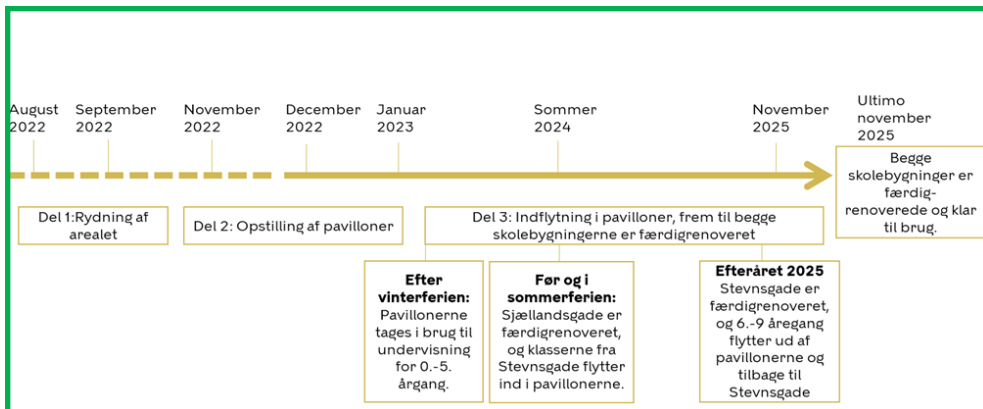 August
2022
September
2022
November
2022
December
2022
Januar
2023
Sommer
2024
November
2025
Ultimo
november
2025
Begge
skolebygninger er
færdig-
renoverede og klar
til brug.
Del 1:Rydning af
arealet
Del 2: Opstilling af pavilloner
Del 3: Indflytning i pavilloner, frem til begge
skolebygningerne er færdigrenoveret
Efter
vinterferien:
Pavillonerne
tages i brug til
undervisning
for 0.-5.
årgang.
Før og i
sommerferien:
Sjællandsgade er
færdigrenoveret,
og klasserne fra
Stevnsgade flytter
ind i pavillonerne.
Efteråret 2025
Stevnsgade er
færdigrenoveret,
og 6.-9 åregang
flytter ud af
pavillonerne og
tilbage til
Stevnsgade